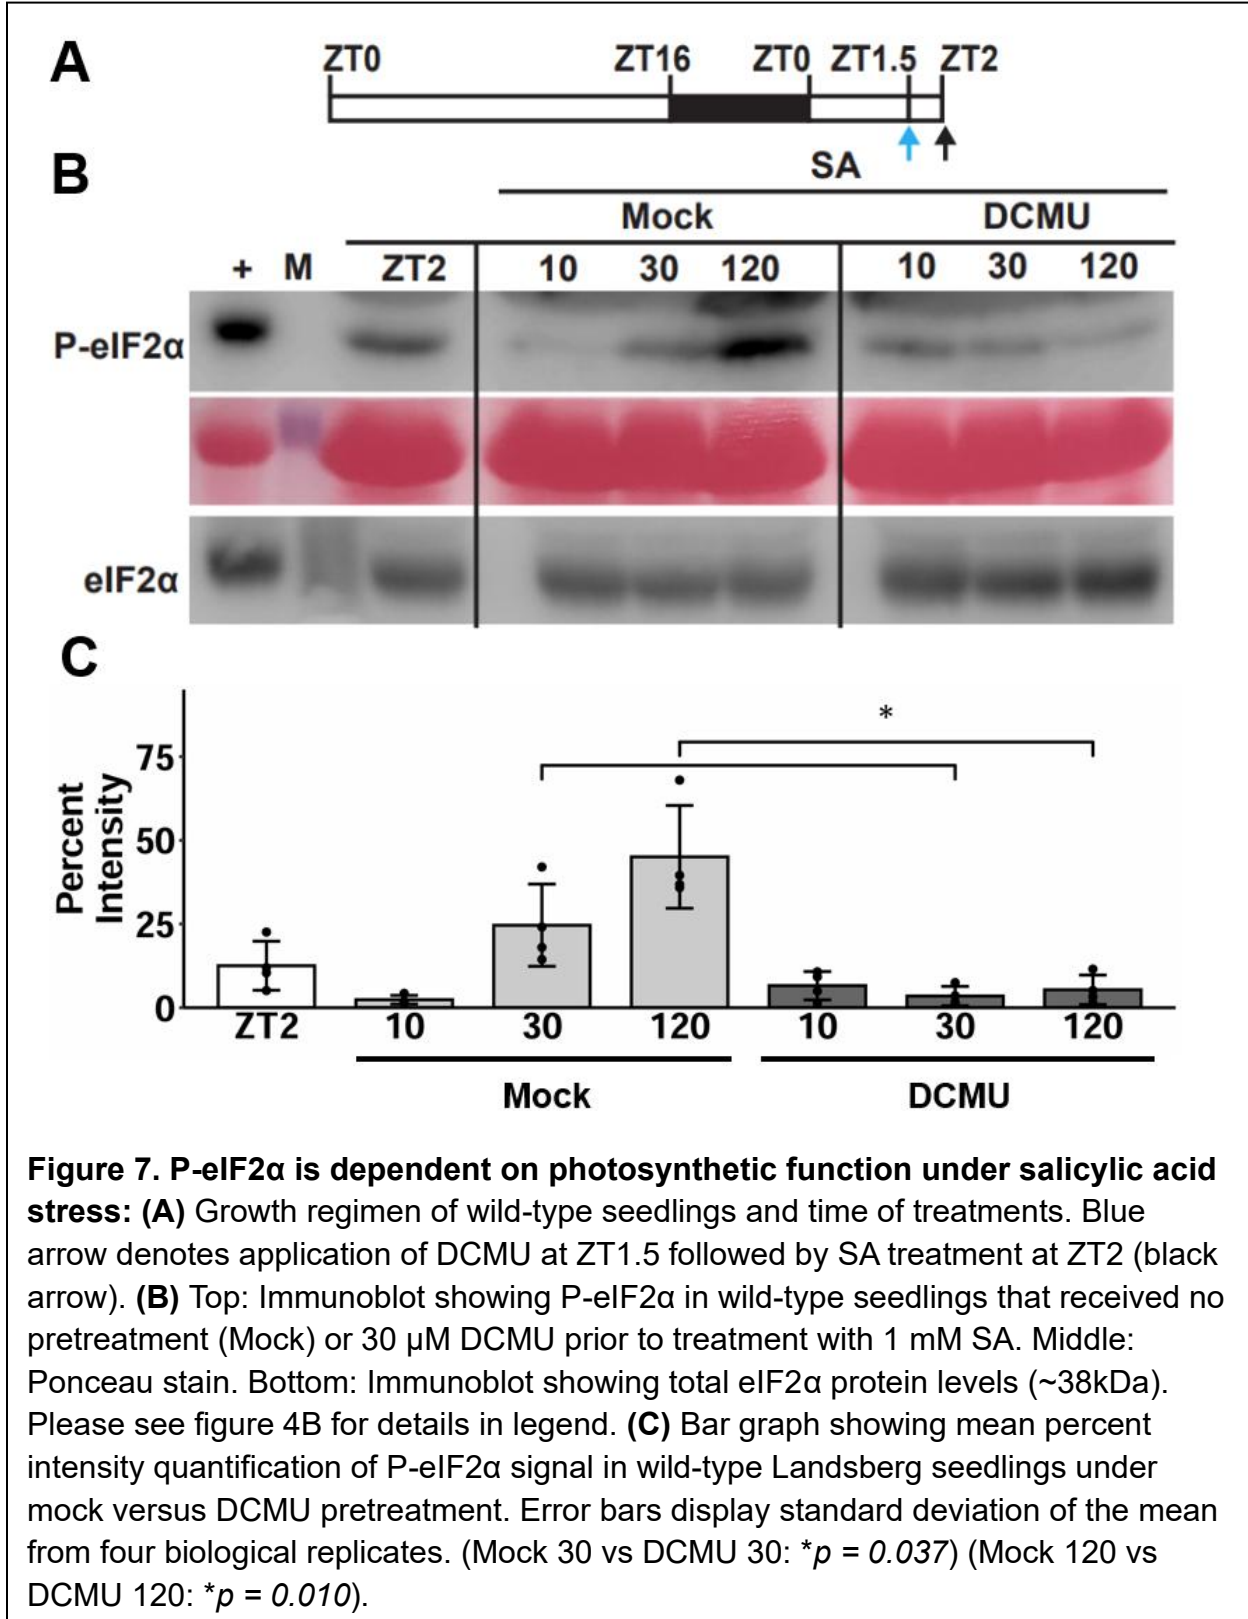 A
ZT0 ZT16 ZT0 ZT1.5 ZT2
B
SA
Mock DCMU
+ M ZT2 10 30 120 10 30 120
P-eIF2α
eIF2α
C
*
Percent
Intensity
75
50
25
0
ZT2 10 30 120 10 30 120
Mock DCMU
Figure 7. P-eIF2α is dependent on photosynthetic function under salicylic acid
stress: (A) Growth regimen of wild-type seedlings and time of treatments. Blue
arrow denotes application of DCMU at ZT1.5 followed by SA treatment at ZT2 (black
arrow). (B) Top: Immunoblot showing P-eIF2α in wild-type seedlings that received no
pretreatment (Mock) or 30 µM DCMU prior to treatment with 1 mM SA. Middle:
Ponceau stain. Bottom: Immunoblot showing total eIF2α protein levels (~38kDa).
Please see figure 4B for details in legend. (C) Bar graph showing mean percent
intensity quantification of P-eIF2α signal in wild-type Landsberg seedlings under
mock versus DCMU pretreatment. Error bars display standard deviation of the mean
from four biological replicates. (Mock 30 vs DCMU 30: *p = 0.037) (Mock 120 vs
DCMU 120: *p = 0.010).